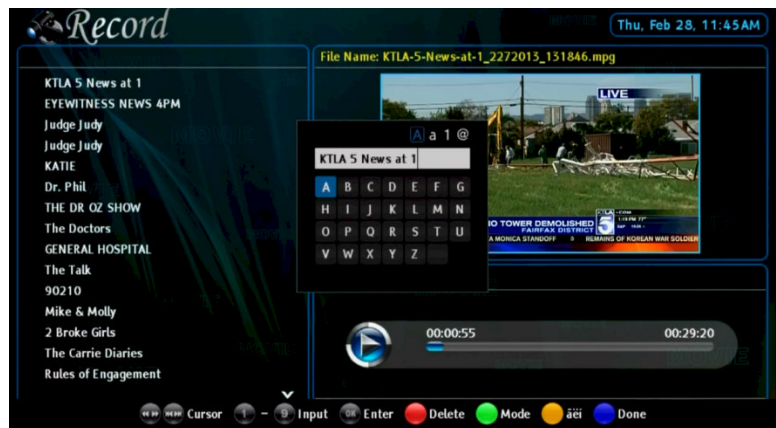 Record
Thu, Feb 28, 11:45AM
KTLA 5 News at 1
EYEWITNESS NEWS 4PM
Judge Judy
Judge Judy
KATIE
Dr. Phil
THE DR OZ SHOW
The Doctors
GENERAL HOSPITAL
The Talk
90210
Mike & Molly
2 Broke Girls
The Carrie Diaries
Rules of Engagement
File Name: KTLA-5-News-at-1_2272013_131846.mpg
LIVE
IO TOWER DEMOLISHED
FAIRFAX DISTRICT
KTLA
5
A MONICA STANDOFF
REMAINS OF KOREAN WAR SOLDIER
A a 1 @
KTLA 5 News at 1
A B C D E F G
H I J K L M N
O P Q R S T U
V W X Y Z
00:00:55 00:29:20
Cursor 1 - 9 Input OK Enter Delete Mode äëï Done